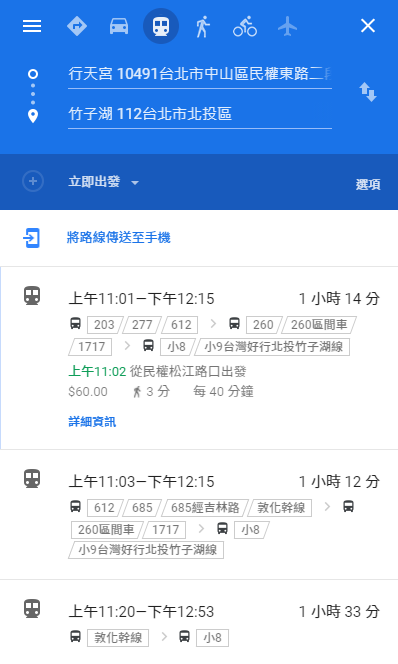 行天宮 10491台北市中山區民權東路二段
竹子湖 112台北市北投區
立即出發
選項
將路線傳送至手機
上午11:01—下午12:15 1 小時 14 分
203 277 612 260 260區間車
1717 小8 小9台灣好行北投竹子湖線
上午11:02 從民權松江路口出發
$60.00 3 分 每 40 分鐘
詳細資訊
上午11:03—下午12:15 1 小時 12 分
612 685 685經吉林路 敦化幹線
260區間車 1717 小8
小9台灣好行北投竹子湖線
上午11:20—下午12:53 1 小時 33 分
敦化幹線 小8